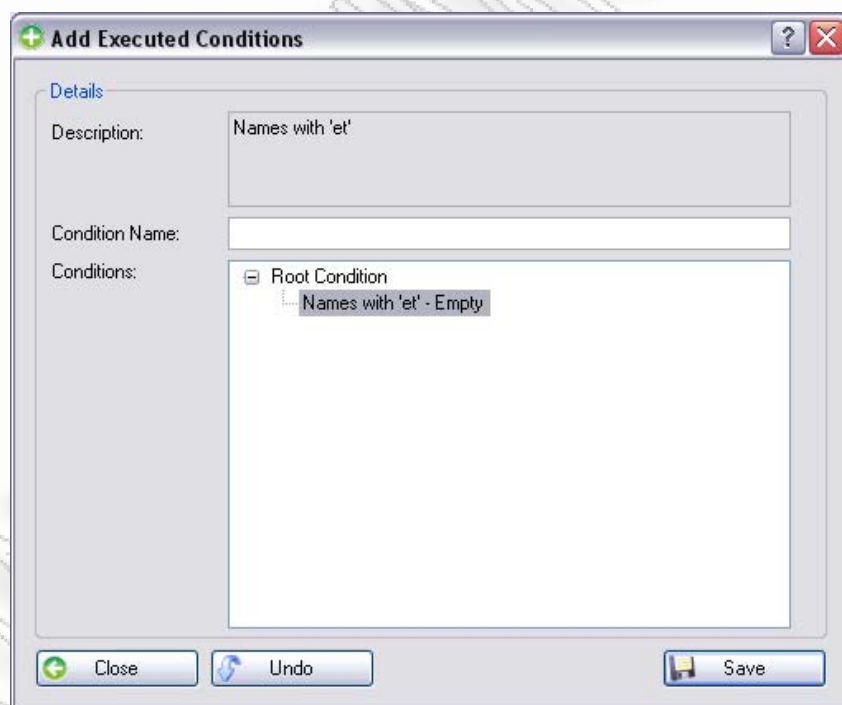 Add Executed Conditions
?
Details
Description:
Names with 'et'
Condition Name:
Conditions:
Root Condition
Names with 'et' - Empty
Close
Undo
Save